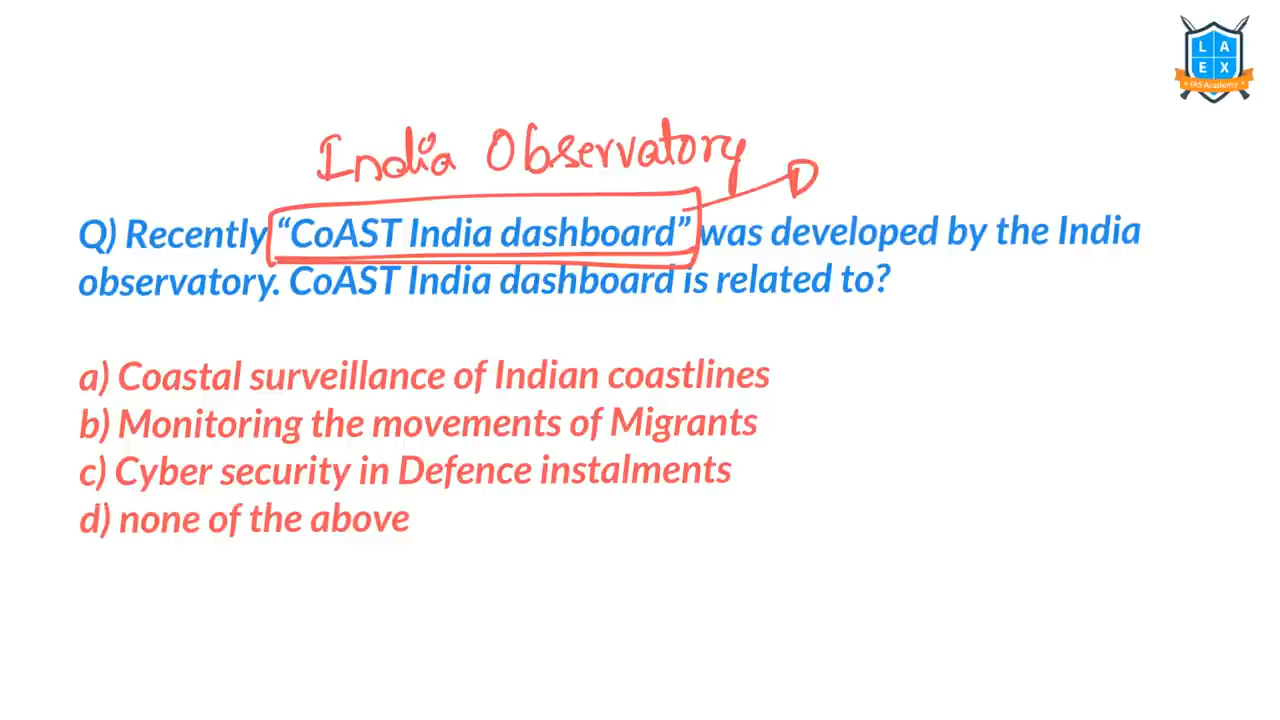 L A
E X
IAS Academy
India Observatory
D
Q) Recently "CoAST India dashboard" was developed by the India
observatory. CoAST India dashboard is related to?
a) Coastal surveillance of Indian coastlines
b) Monitoring the movements of Migrants
c) Cyber security in Defence instalments
d) none of the above